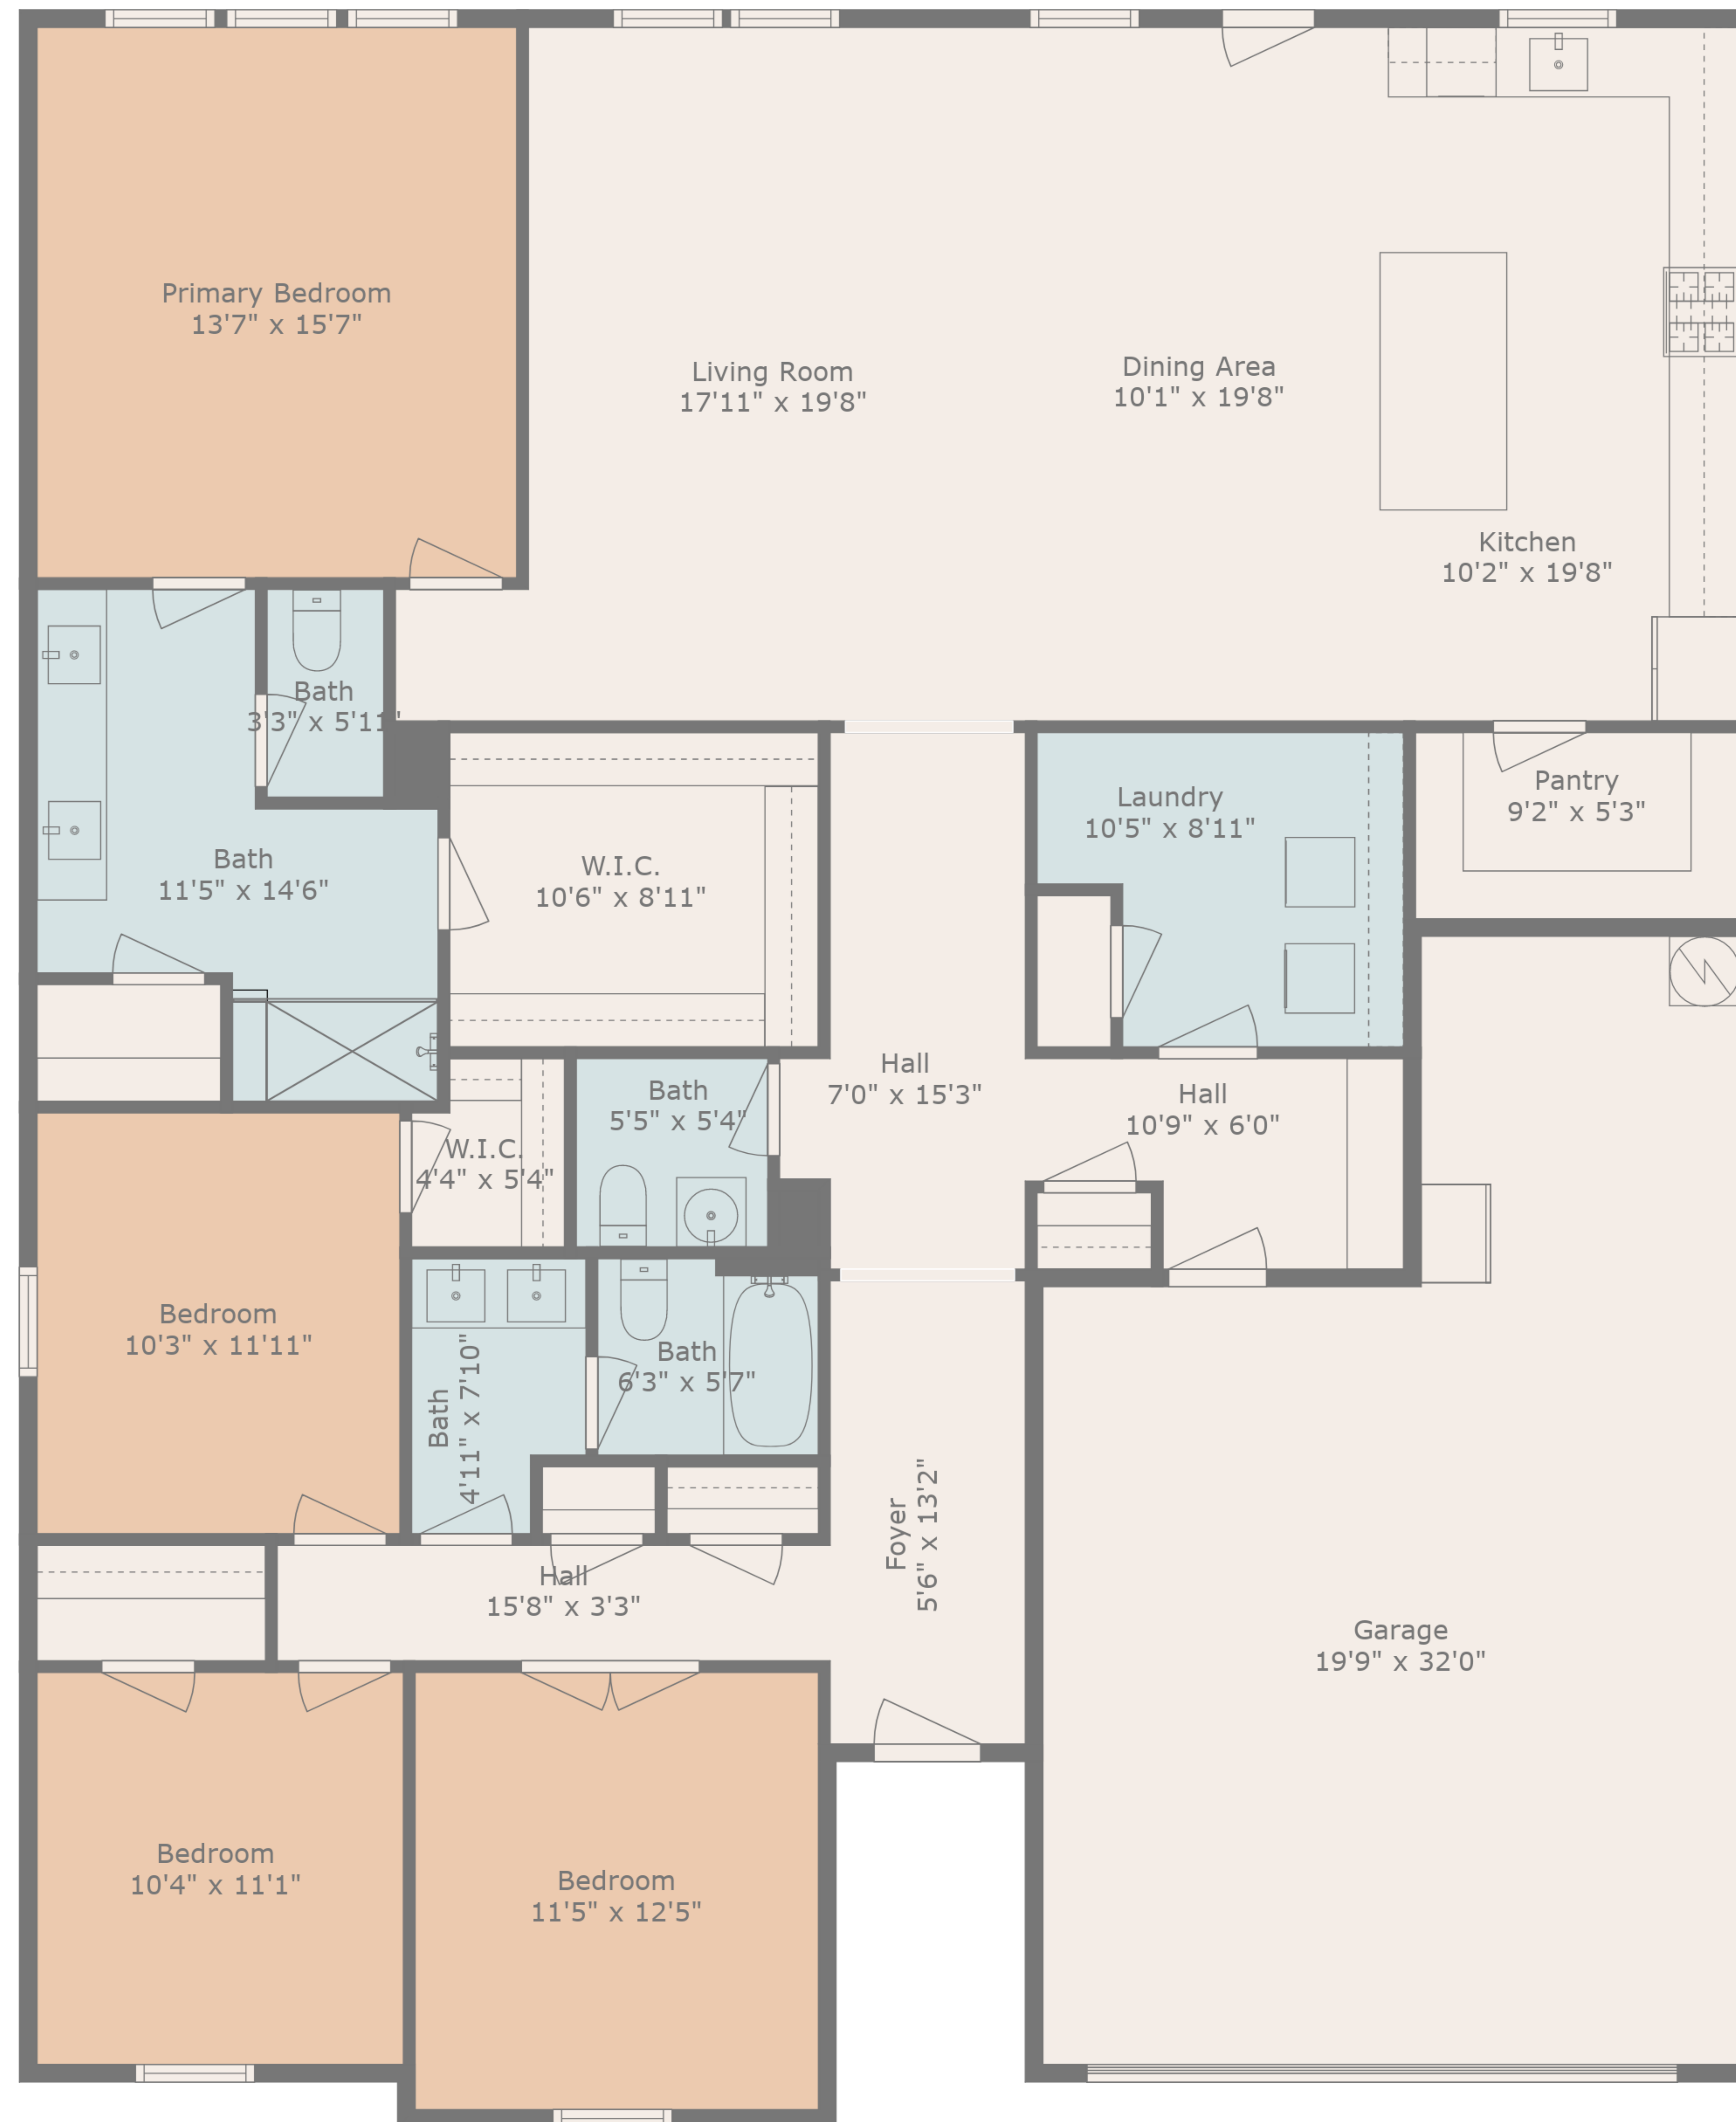 Primary Bedroom
13'7" x 15'7"
Living Room
17'11" x 19'8"
Dining Area
10'1" x 19'8"
Kitchen
10'2" x 19'8"
Bath
3'3" x 5'11"
Bath
11'5" x 14'6"
W.I.C.
10'6" x 8'11"
Laundry
10'5" x 8'11"
Pantry
9'2" x 5'3"
Hall
7'0" x 15'3"
Hall
10'9" x 6'0"
Bath
5'5" x 5'4"
W.I.C.
4'4" x 5'4"
Bedroom
10'3" x 11'11"
Bath
4'11" x 7'10"
Bath
6'3" x 5'7"
Foyer
5'6" x 13'2"
Hall
15'8" x 3'3"
Garage
19'9" x 32'0"
Bedroom
10'4" x 11'1"
Bedroom
11'5" x 12'5"